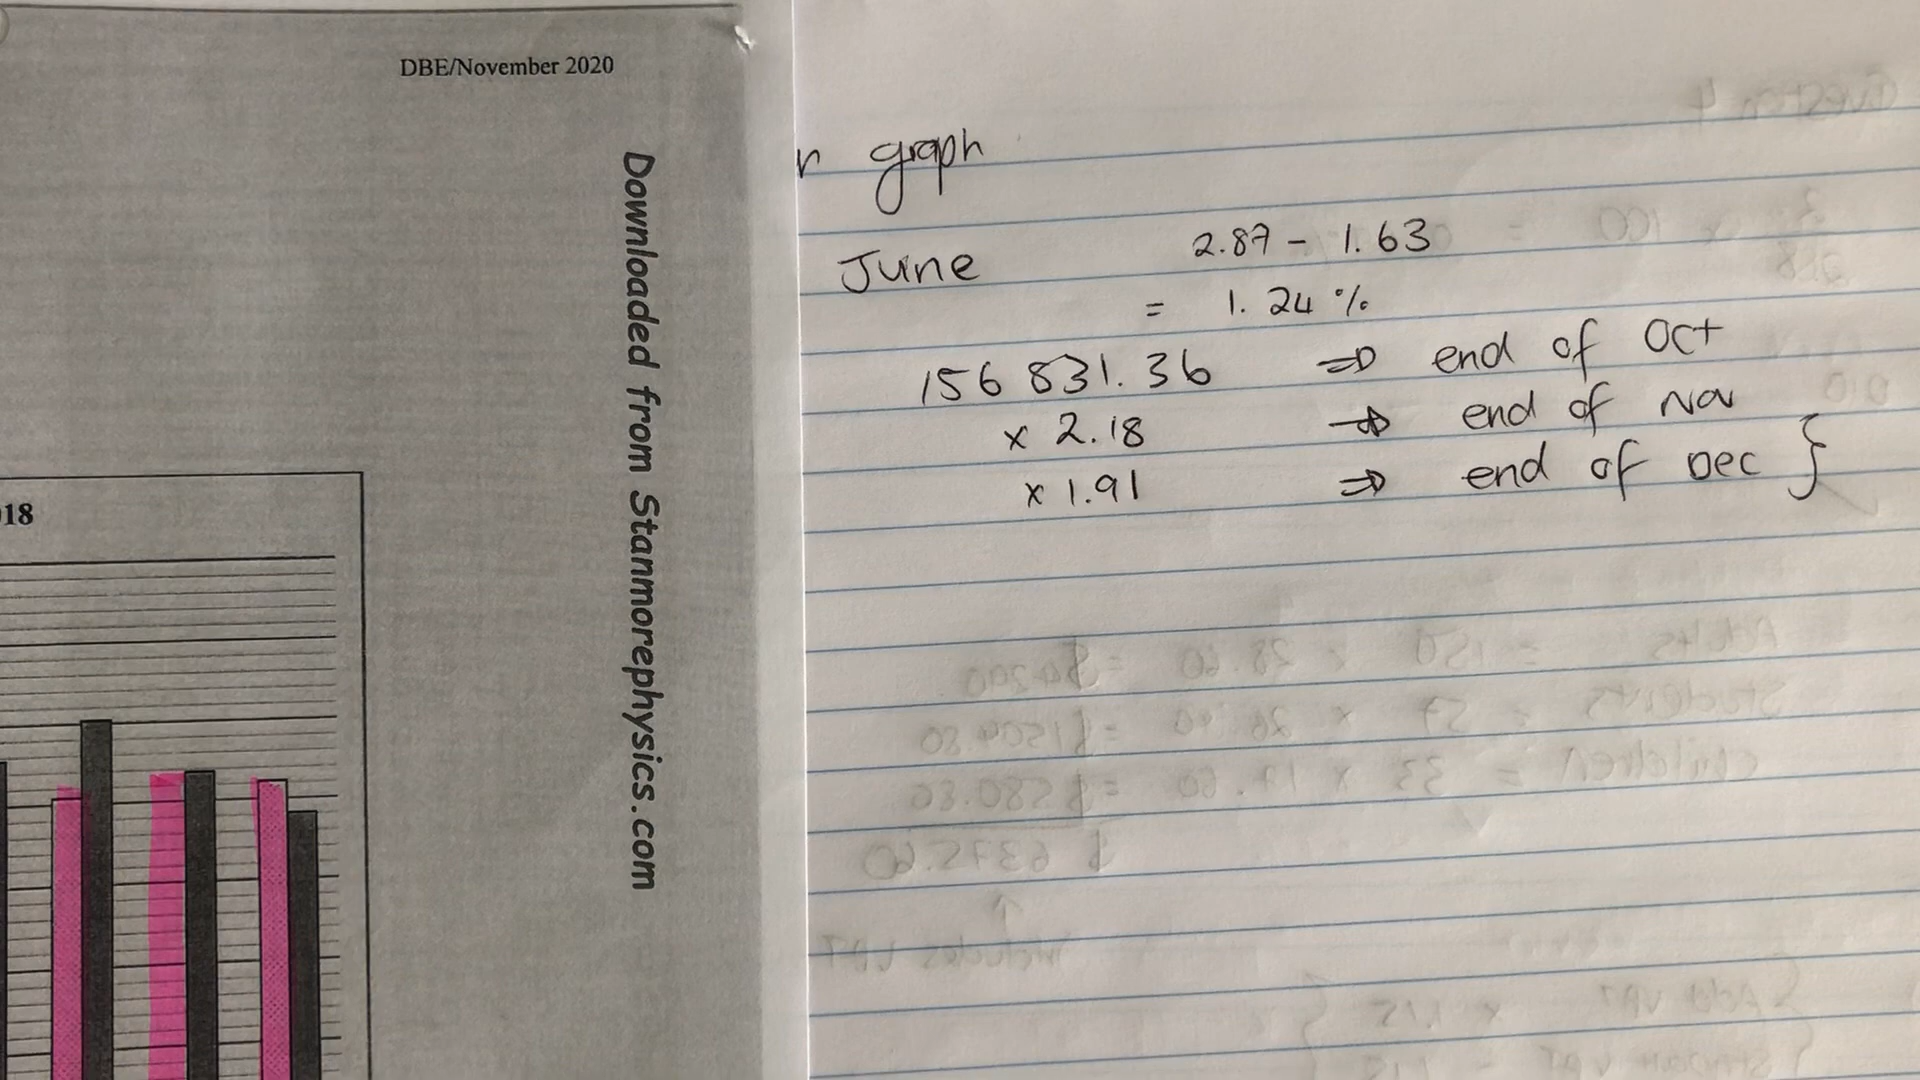 DBE/November 2020
Downloaded from Stanmorephysics.com
18
r graph
June
2.87 - 1.63
= 1.24 %
156 831.36 ⇒ end of Oct
x 2.18 ⇒ end of Nov
x 1.91 ⇒ end of Dec }